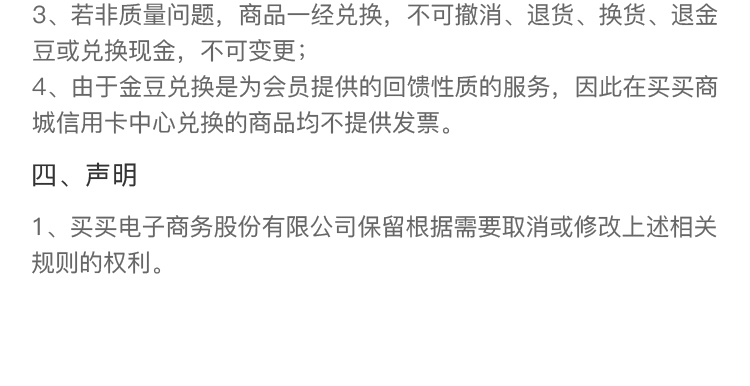 3、若非质量问题，商品一经兑换，不可撤消、退货、换货、退金
豆或兑换现金，不可变更；
4、由于金豆兑换是为会员提供的回馈性质的服务，因此在买买商
城信用卡中心兑换的商品均不提供发票。
四、声明
1、买买电子商务股份有限公司保留根据需要取消或修改上述相关
规则的权利。